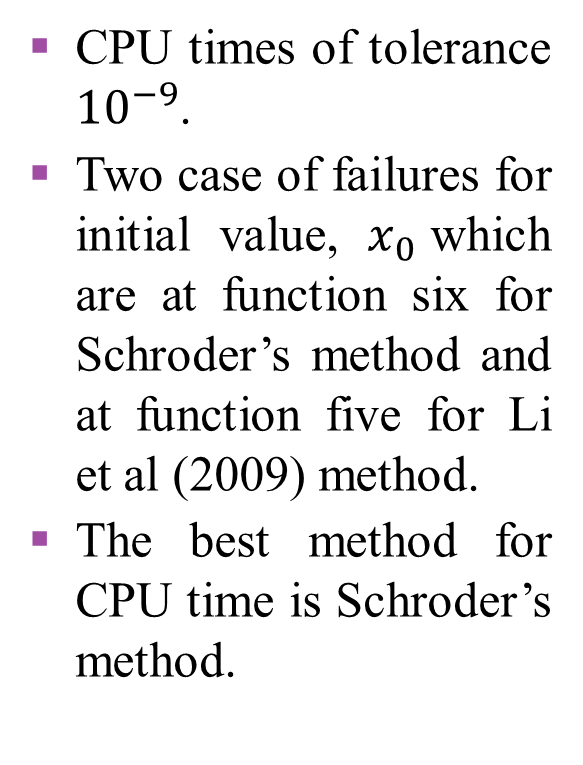 ▪ CPU times of tolerance
10⁻⁹.
▪ Two case of failures for
initial value, x₀ which
are at function six for
Schroder’s method and
at function five for Li
et al (2009) method.
▪ The best method for
CPU time is Schroder’s
method.